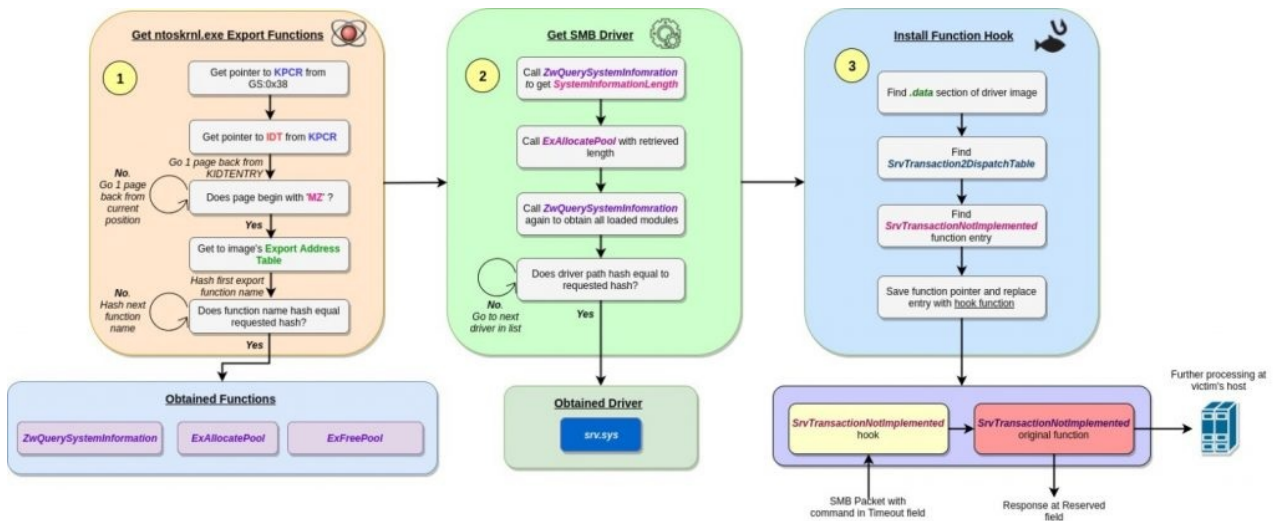 Get ntoskrnl.exe Export Functions
1
Get pointer to KPCR from
GS:0x38
Get pointer to IDT from KPCR
Go 1 page back from
KIDTENTRY
No.
Go 1 page
back from
current
position
Does page begin with 'MZ' ?
Yes
Get to image's Export Address
Table
Hash first export
function name
No.
Hash next
function
name
Does function name hash equal
requested hash?
Yes
Obtained Functions
ZwQuerySystemInformation
ExAllocatePool
ExFreePool
Get SMB Driver
2
Call ZwQuerySystemInfomration
to get SystemInformationLength
Call ExAllocatePool with retrieved
length
Call ZwQuerySystemInfomration
again to obtain all loaded modules
Does driver path hash equal to
requested hash?
No.
Go to next
driver in list
Yes
Obtained Driver
srv.sys
Install Function Hook
3
Find .data section of driver image
Find
SrvTransaction2DispatchTable
Find
SrvTransactionNotImplemented
function entry
Save function pointer and replace
entry with hook function
SrvTransactionNotImplemented
hook
SrvTransactionNotImplemented
original function
Further processing at
victim's host
SMB Packet with
command in Timeout field
Response at Reserved
field